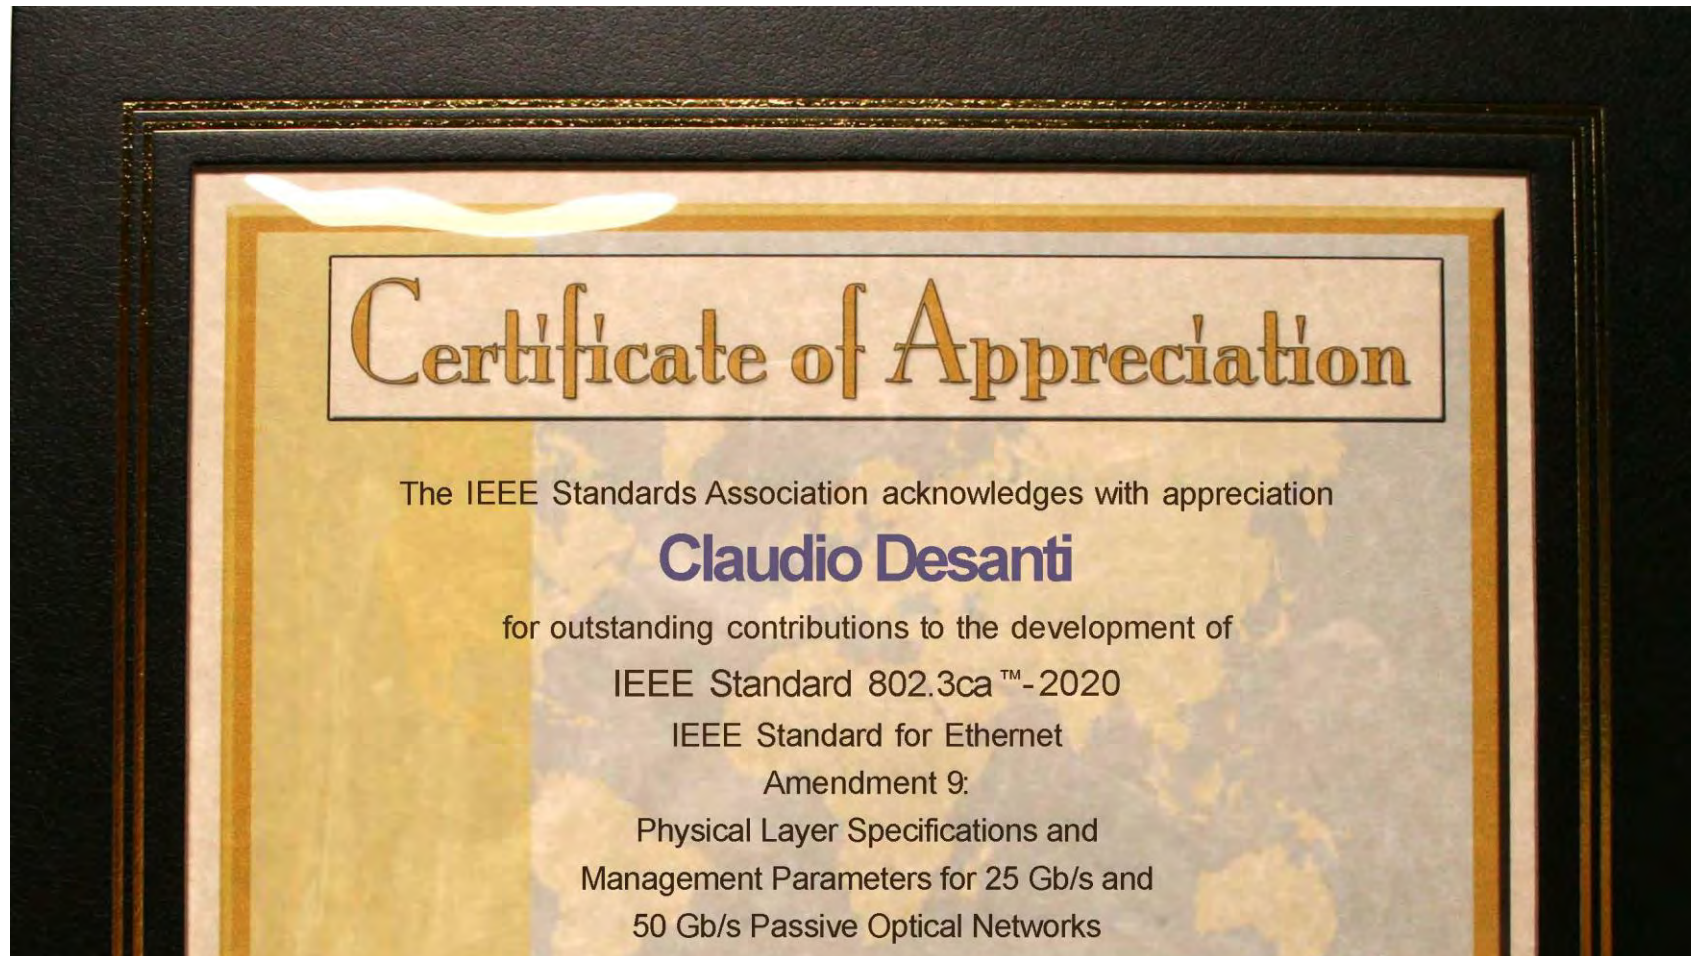 Certificate of Appreciation
The IEEE Standards Association acknowledges with appreciation
Claudio Desanti
for outstanding contributions to the development of
IEEE Standard 802.3ca™-2020
IEEE Standard for Ethernet
Amendment 9:
Physical Layer Specifications and
Management Parameters for 25 Gb/s and
50 Gb/s Passive Optical Networks